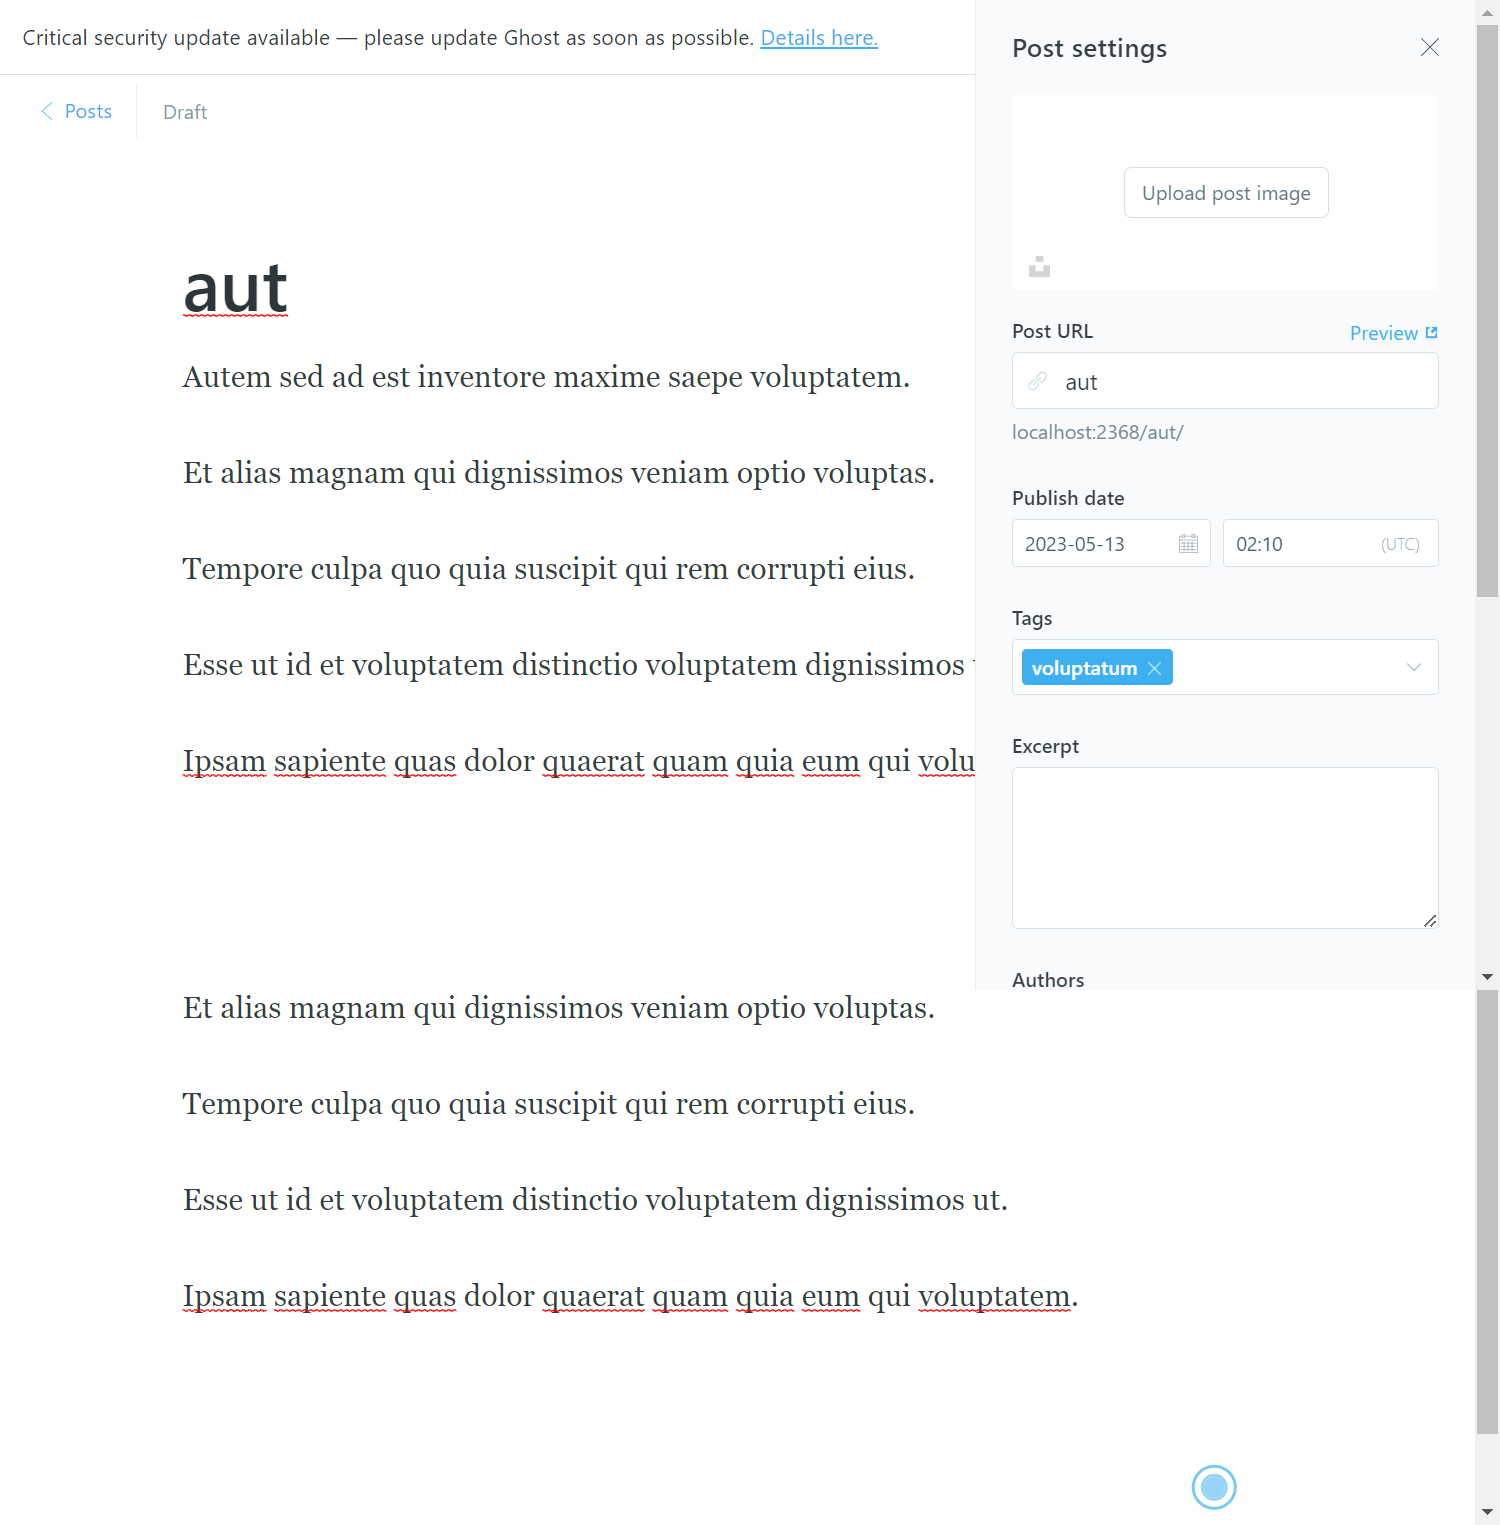 Critical security update available — please update Ghost as soon as possible. Details here.
Posts
Draft
aut
Autem sed ad est inventore maxime saepe voluptatem.
Et alias magnam qui dignissimos veniam optio voluptas.
Tempore culpa quo quia suscipit qui rem corrupti eius.
Esse ut id et voluptatem distinctio voluptatem dignissimos
Ipsam sapiente quas dolor quaerat quam quia eum qui volu
Et alias magnam qui dignissimos veniam optio voluptas.
Tempore culpa quo quia suscipit qui rem corrupti eius.
Esse ut id et voluptatem distinctio voluptatem dignissimos ut.
Ipsam sapiente quas dolor quaerat quam quia eum qui voluptatem.
Post settings
Upload post image
Post URL
Preview
aut
localhost:2368/aut/
Publish date
2023-05-13
02:10
(UTC)
Tags
voluptatum
Excerpt
Authors